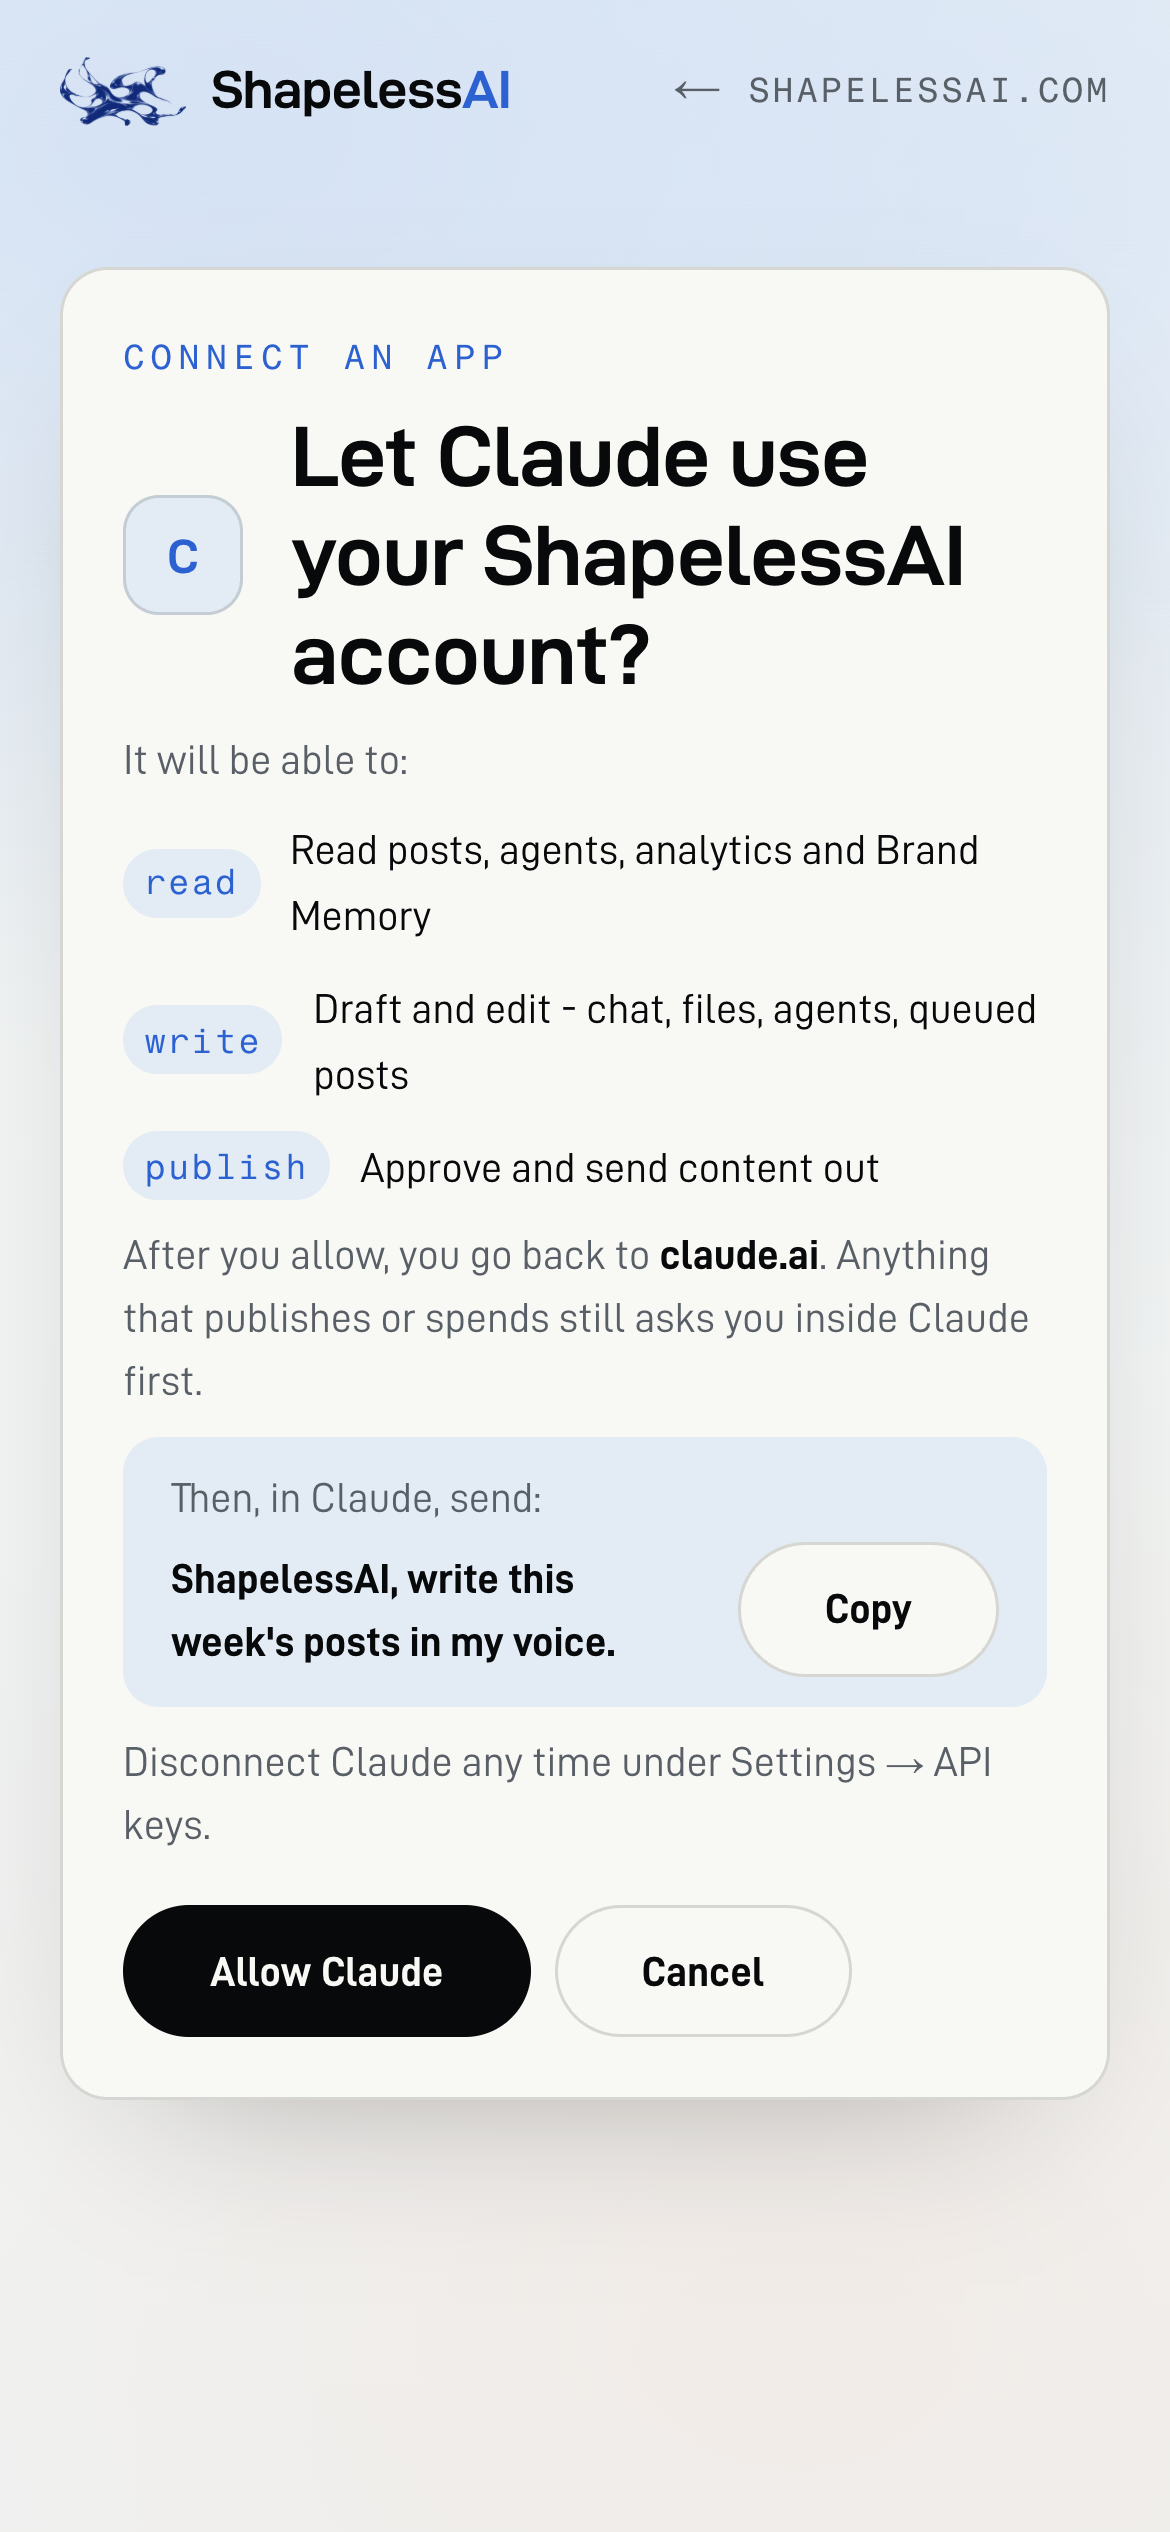 ShapelessAI
← SHAPELESSAI.COM
CONNECT AN APP
C
Let Claude use
your ShapelessAI
account?
It will be able to:
read
Read posts, agents, analytics and Brand
Memory
write
Draft and edit - chat, files, agents, queued
posts
publish
Approve and send content out
After you allow, you go back to claude.ai. Anything
that publishes or spends still asks you inside Claude
first.
Then, in Claude, send:
ShapelessAI, write this
week's posts in my voice.
Copy
Disconnect Claude any time under Settings → API
keys.
Allow Claude
Cancel